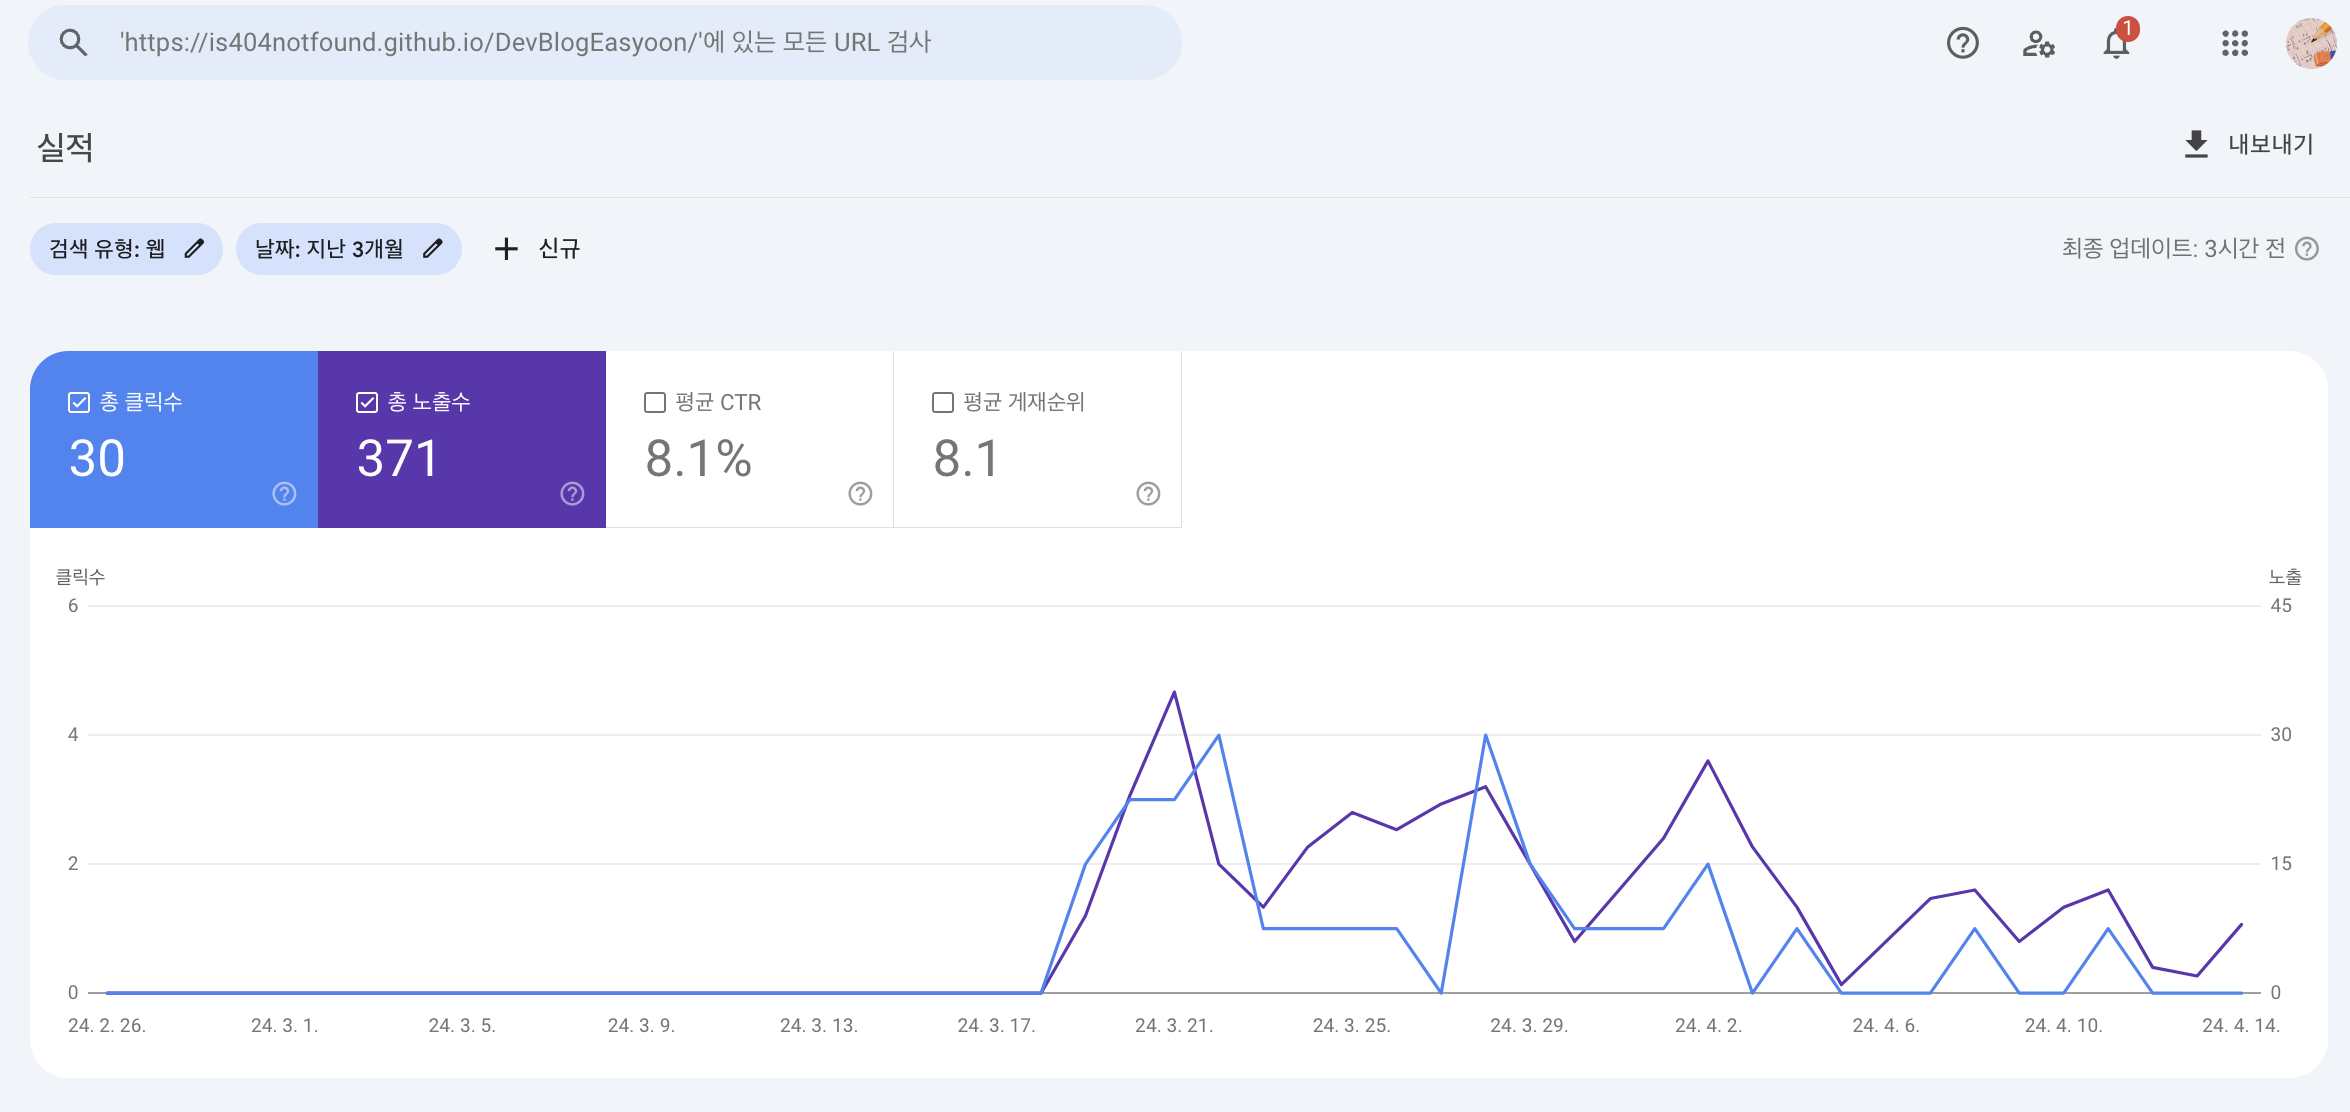 'https://is404notfound.github.io/DevBlogEasyoon/'에 있는 모든 URL 검사
1
실적
내보내기
검색 유형: 웹
날짜: 지난 3개월
신규
최종 업데이트: 3시간 전
총 클릭수
총 노출수
평균 CTR
평균 게재순위
30
371
8.1%
8.1
클릭수
노출
6
45
4
30
2
15
0
0
24. 2. 26.
24. 3. 1.
24. 3. 5.
24. 3. 9.
24. 3. 13.
24. 3. 17.
24. 3. 21.
24. 3. 25.
24. 3. 29.
24. 4. 2.
24. 4. 6.
24. 4. 10.
24. 4. 14.